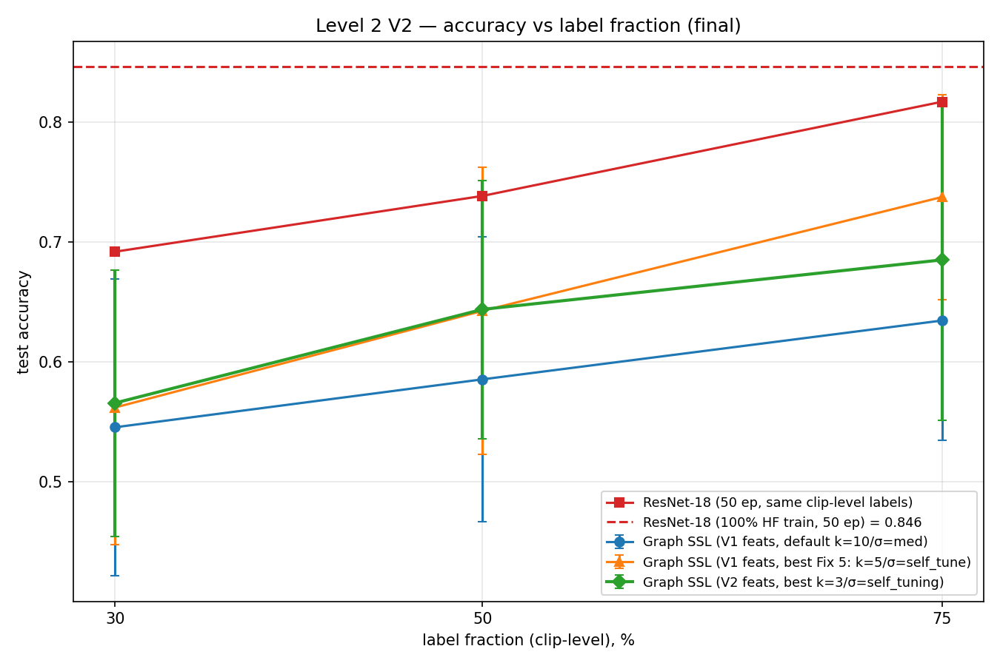 Level 2 V2 — accuracy vs label fraction (final)
test accuracy
0.8
0.7
0.6
0.5
30
50
75
label fraction (clip-level), %
ResNet-18 (50 ep, same clip-level labels)
ResNet-18 (100% HF train, 50 ep) = 0.846
Graph SSL (V1 feats, default k=10/σ=med)
Graph SSL (V1 feats, best Fix 5: k=5/σ=self_tune)
Graph SSL (V2 feats, best k=3/σ=self_tuning)